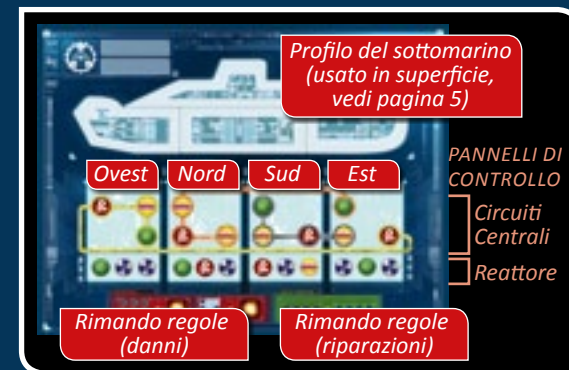 Profilo del sottomarino
(usato in superficie,
vedi pagina 5)
Ovest
Nord
Sud
Est
PANNELLI DI
CONTROLLO
Circuiti
Centrali
Reattore
Rimando regole
(danni)
Rimando regole
(riparazioni)